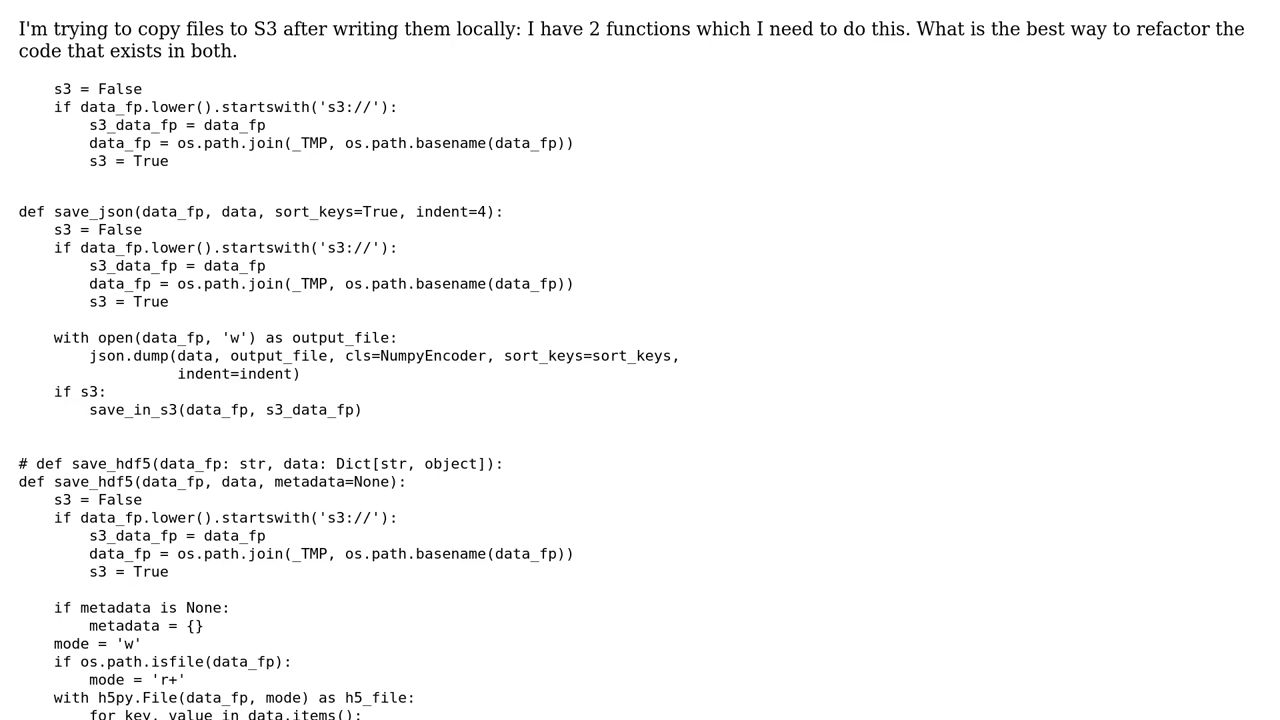 I'm trying to copy files to S3 after writing them locally: I have 2 functions which I need to do this. What is the best way to refactor the
code that exists in both.
    s3 = False
    if data_fp.lower().startswith('s3://'):
        s3_data_fp = data_fp
        data_fp = os.path.join(_TMP, os.path.basename(data_fp))
        s3 = True
def save_json(data_fp, data, sort_keys=True, indent=4):
    s3 = False
    if data_fp.lower().startswith('s3://'):
        s3_data_fp = data_fp
        data_fp = os.path.join(_TMP, os.path.basename(data_fp))
        s3 = True
    with open(data_fp, 'w') as output_file:
        json.dump(data, output_file, cls=NumpyEncoder, sort_keys=sort_keys,
                  indent=indent)
    if s3:
        save_in_s3(data_fp, s3_data_fp)
# def save_hdf5(data_fp: str, data: Dict[str, object]):
def save_hdf5(data_fp, data, metadata=None):
    s3 = False
    if data_fp.lower().startswith('s3://'):
        s3_data_fp = data_fp
        data_fp = os.path.join(_TMP, os.path.basename(data_fp))
        s3 = True
    if metadata is None:
        metadata = {}
    mode = 'w'
    if os.path.isfile(data_fp):
        mode = 'r+'
    with h5py.File(data_fp, mode) as h5_file:
        for key, value in data.items():